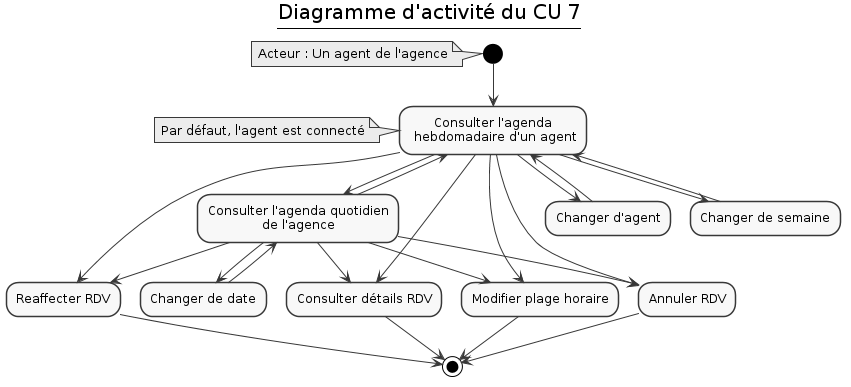 Diagramme d'activité du CU 7
Acteur : Un agent de l'agence
Consulter l'agenda
hebdomadaire d'un agent
Par défaut, l'agent est connecté
Consulter l'agenda quotidien
de l'agence
Changer d'agent
Changer de semaine
Reaffecter RDV
Changer de date
Consulter détails RDV
Modifier plage horaire
Annuler RDV